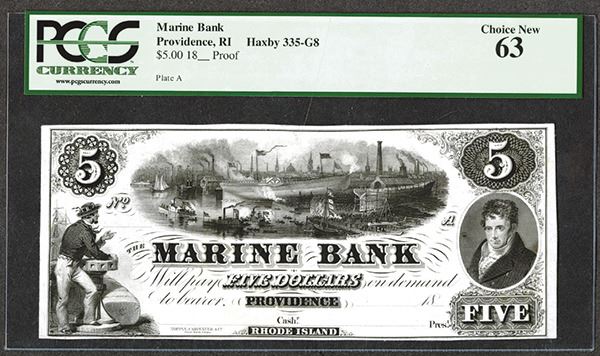 PCGS
CURRENCY
www.pcgscurrency.com
Marine Bank
Providence, RI Haxby 335-G8
$5.00 18__ Proof
Plate A
Choice New
63
5
5
No
A
THE
MARINE BANK
Will pay FIVE DOLLARS on demand
to bearer. PROVIDENCE 18
Cash.r
Pres.t
FIVE
RHODE ISLAND